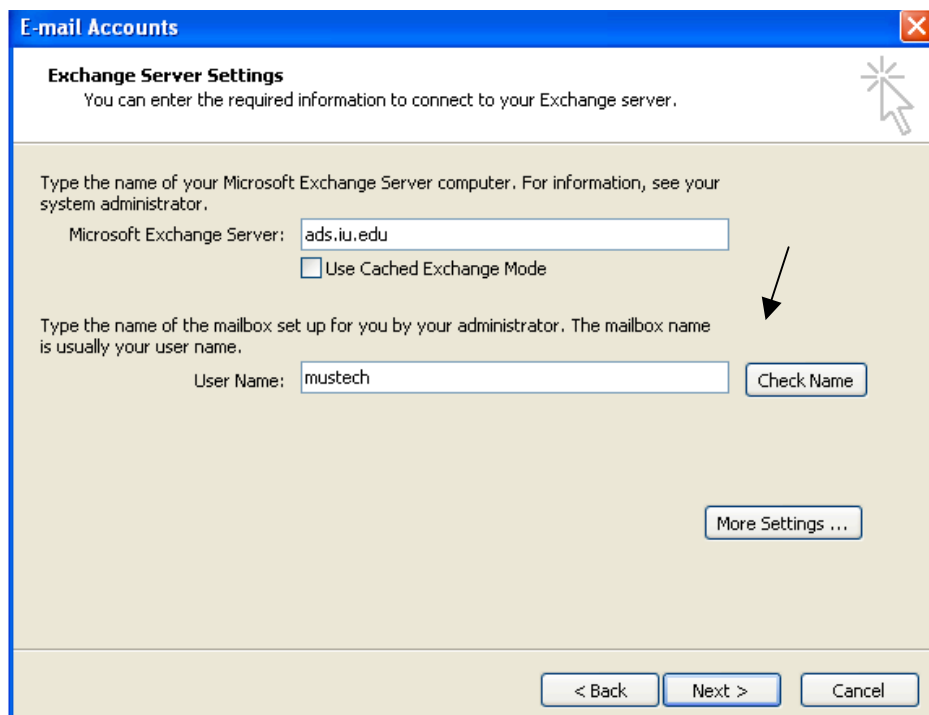 E-mail Accounts
Exchange Server Settings
You can enter the required information to connect to your Exchange server.
Type the name of your Microsoft Exchange Server computer. For information, see your
system administrator.
Microsoft Exchange Server: ads.iu.edu
Use Cached Exchange Mode
Type the name of the mailbox set up for you by your administrator. The mailbox name
is usually your user name.
User Name: mustech Check Name
More Settings ...
< Back Next > Cancel